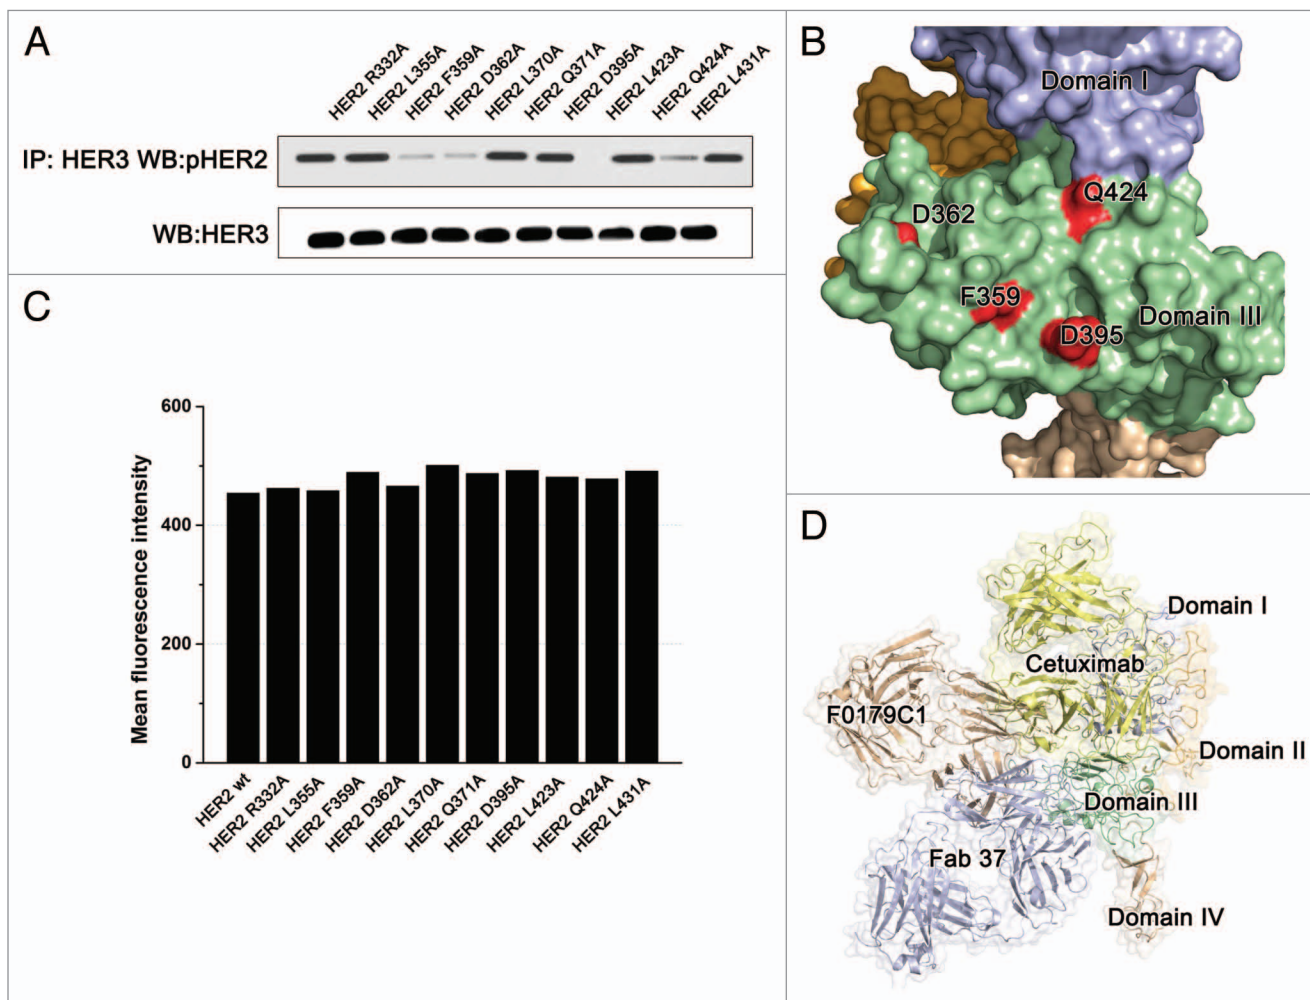 A
HER2 R332A
HER2 L355A
HER2 F359A
HER2 D362A
HER2 L370A
HER2 Q371A
HER2 D395A
HER2 L423A
HER2 Q424A
HER2 L431A
IP: HER3 WB:pHER2
WB:HER3
B
Domain I
Q424
D362
F359
D395
Domain III
C
600
400
200
0
Mean fluorescence intensity
HER2 wt
HER2 R332A
HER2 L355A
HER2 F359A
HER2 D362A
HER2 L370A
HER2 Q371A
HER2 D395A
HER2 L423A
HER2 Q424A
HER2 L431A
D
Domain I
Cetuximab
F0179C1
Domain II
Domain III
Fab 37
Domain IV